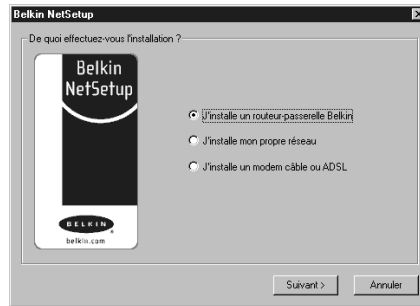 Belkin NetSetup
De quoi effectuez-vous l'installation ?
Belkin
NetSetup
BELKIN
belkin.com
J'installe un routeur-passerelle Belkin
J'installe mon propre réseau
J'installe un modem câble ou ADSL
Suivant >
Annuler